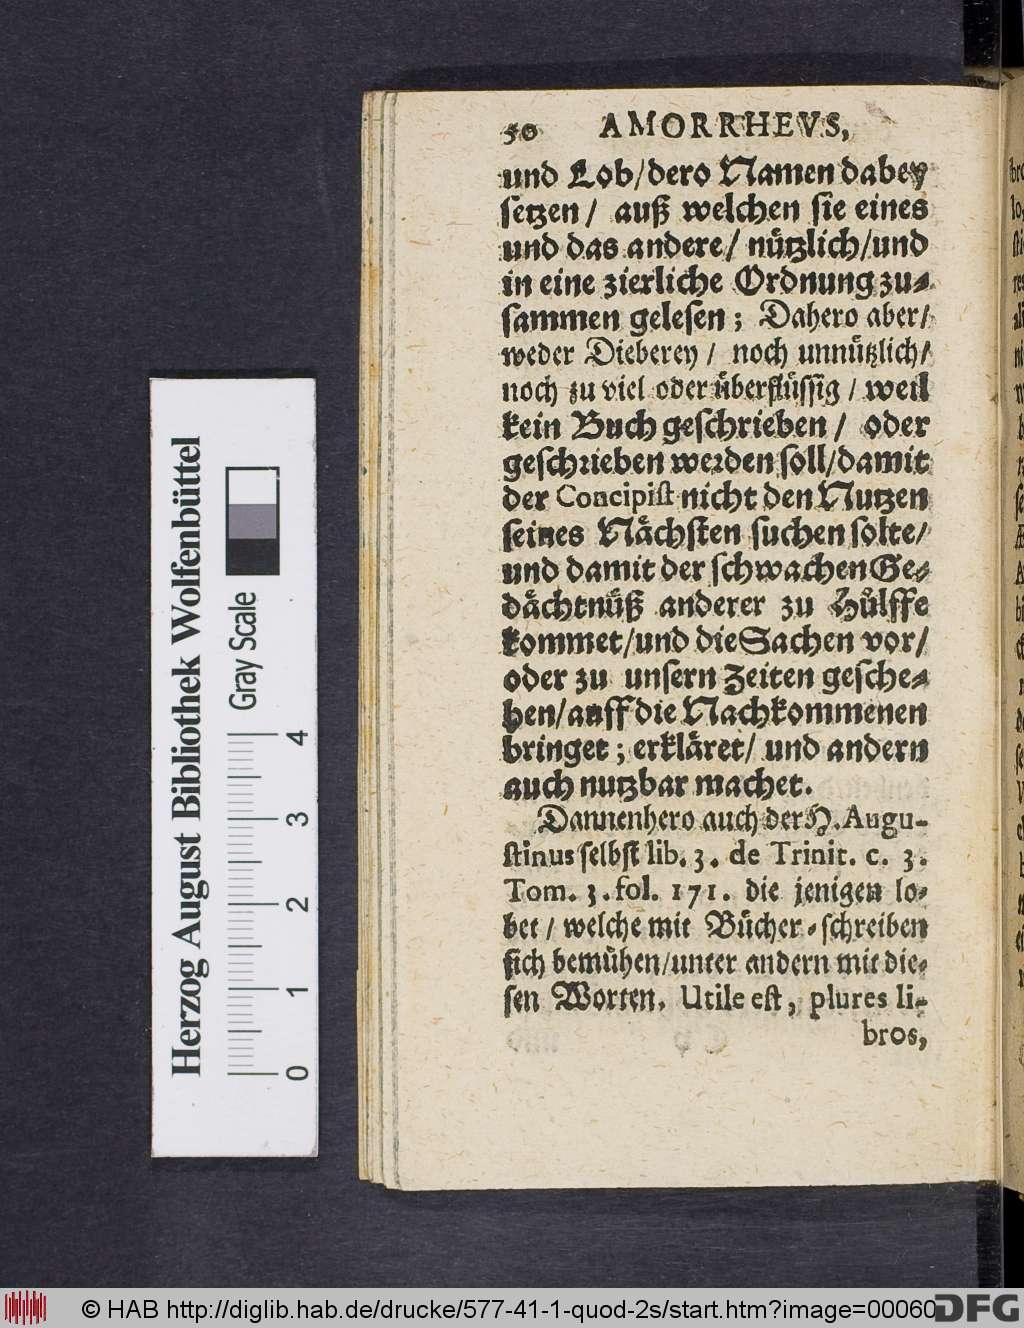 50 AMORRHEVS,
und Lob/dero Namen dabey
setzen / auß welchen sie eines
und das andere / nützlich/und
in eine zierliche Ordnung zu-
sammen gelesen ; Dahero aber/
weder Dieberey / noch unnützlich/
noch zu viel oder überflüssig / weil
kein Buch geschrieben / oder
geschrieben werden soll/damit
der Concipist nicht den Nutzen
seines Nächsten suchen solte/
und damit der schwachen Ge-
dächtnüß anderer zu Hülffe
kommet/und die Sachen vor/
oder zu unsern Zeiten gesche-
hen/auff die Nachkommenen
bringet ; erkläret/ und andern
auch nutzbar machet.
Dannenhero auch der H. Augu-
stinus selbst lib. 3. de Trinit. c. 3.
Tom. 3. fol. 171. die jenigen lo-
bet / welche mit Bücher-schreiben
sich bemühen/unter andern mit die-
sen Worten. Utile est, plures li-
bros,
Herzog August Bibliothek Wolfenbüttel
Gray Scale
0 1 2 3 4
© HAB http://diglib.hab.de/drucke/577-41-1-quod-2s/start.htm?image=00060
DFG